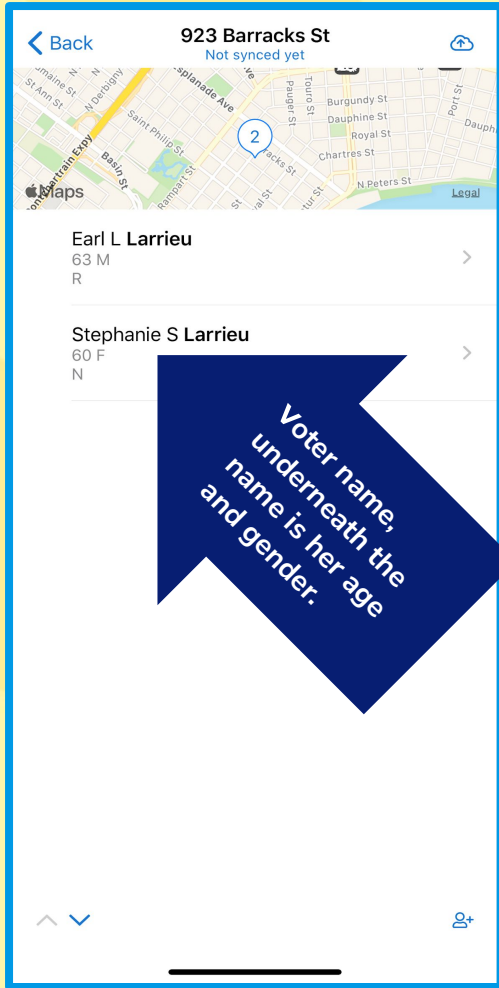 Back
923 Barracks St
Not synced yet
Esplanade Ave
St Ann St
N Derbigny
Saint Philip St
Basin St
Rampart St
Pauger St
Touro St
Burgundy St
Dauphine St
Royal St
Chartres St
N Peters St
Port St
2
Maps
Legal
Earl L Larrieu
63 M
R
Stephanie S Larrieu
60 F
N
Voter name,
underneath the
name is her age
and gender.